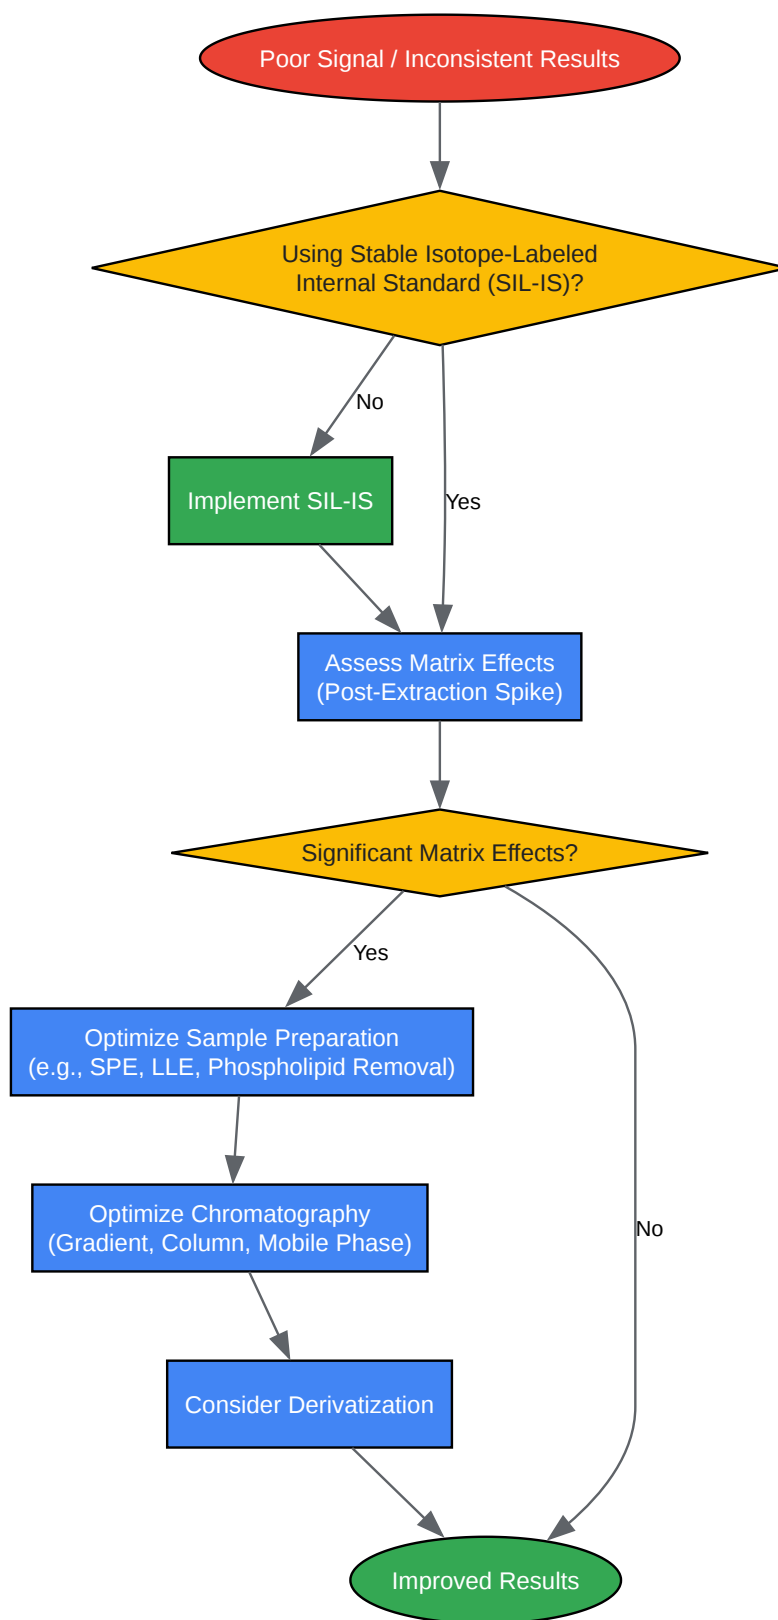 Poor Signal / Inconsistent Results
Using Stable Isotope-Labeled
Internal Standard (SIL-IS)?
No
Implement SIL-IS
Yes
Assess Matrix Effects
(Post-Extraction Spike)
Significant Matrix Effects?
Yes
Optimize Sample Preparation
(e.g., SPE, LLE, Phospholipid Removal)
Optimize Chromatography
(Gradient, Column, Mobile Phase)
No
Consider Derivatization
Improved Results